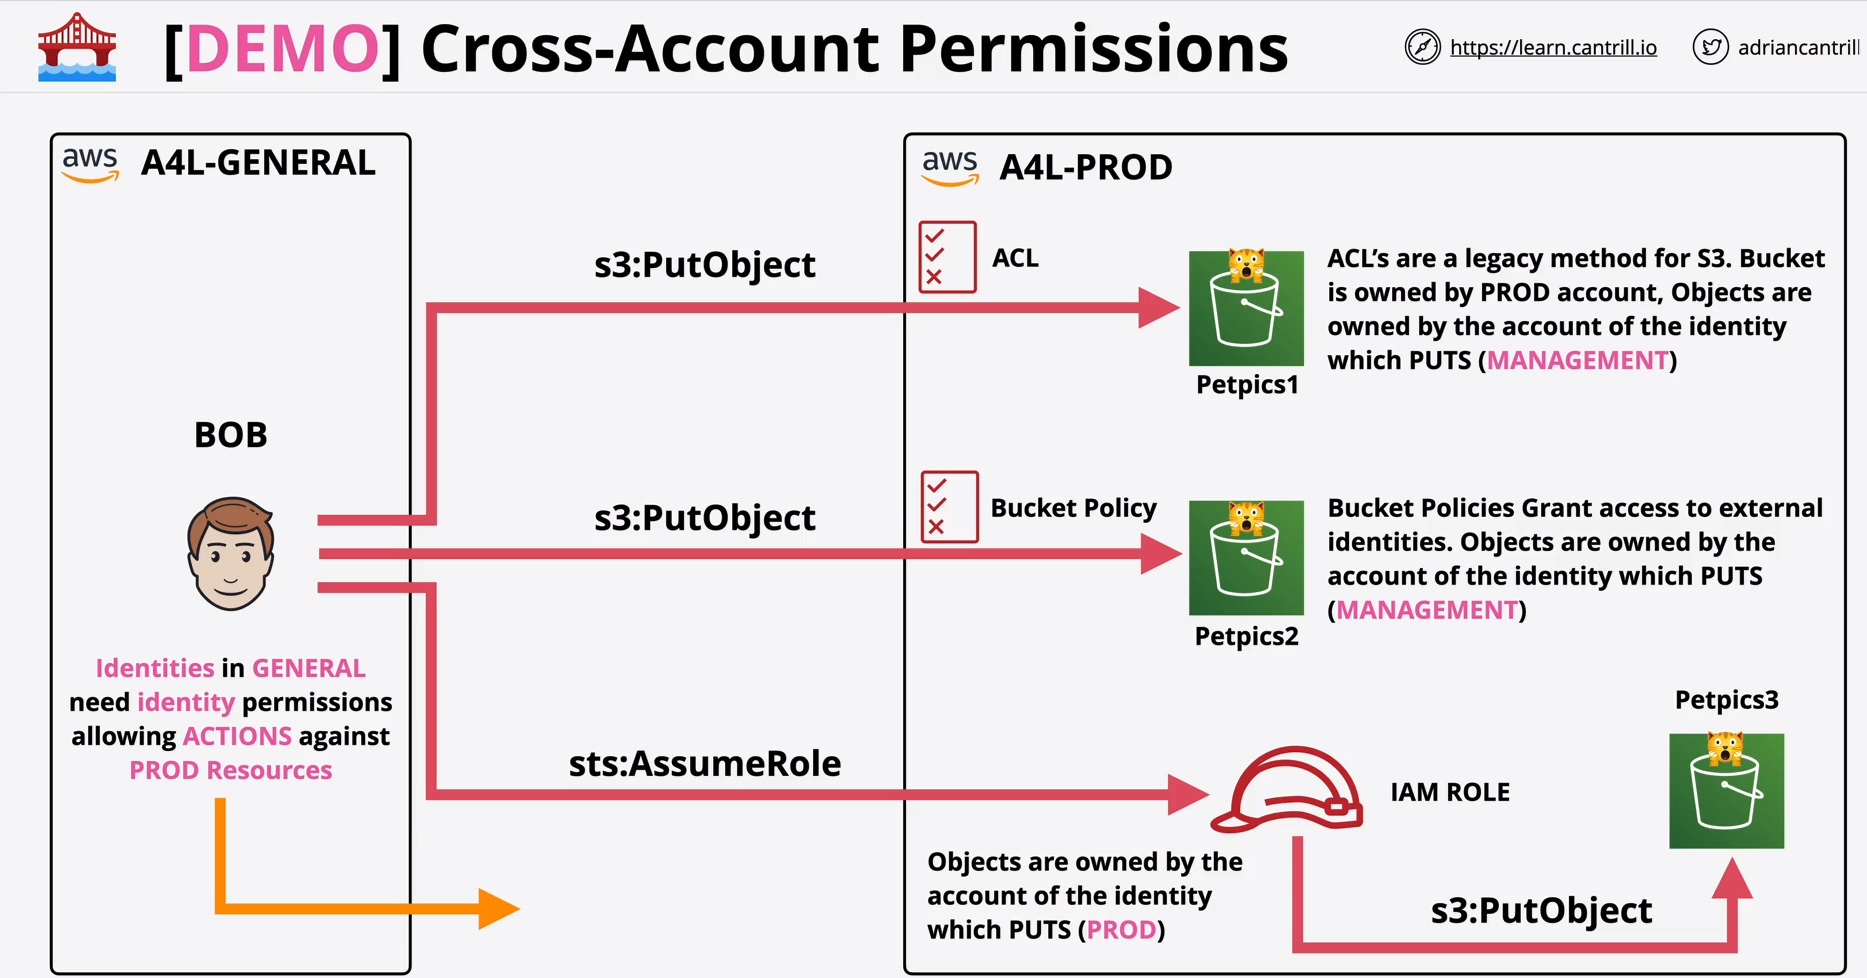 [DEMO] Cross-Account Permissions
https://learn.cantrill.io
adriancantrill
aws
A4L-GENERAL
BOB
Identities in GENERAL
need identity permissions
allowing ACTIONS against
PROD Resources
s3:PutObject
s3:PutObject
sts:AssumeRole
aws
A4L-PROD
ACL
Petpics1
ACL's are a legacy method for S3. Bucket
is owned by PROD account, Objects are
owned by the account of the identity
which PUTS (MANAGEMENT)
Bucket Policy
Petpics2
Bucket Policies Grant access to external
identities. Objects are owned by the
account of the identity which PUTS
(MANAGEMENT)
IAM ROLE
Petpics3
Objects are owned by the
account of the identity
which PUTS (PROD)
s3:PutObject